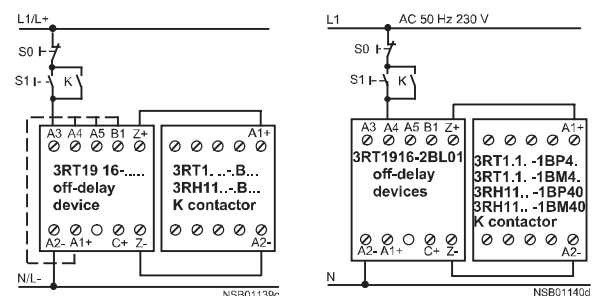 L1/L+
S0
S1
K
A3 A4 A5 B1 Z+
A1+
3RT19 16-.....
off-delay
device
3RT1...-.B...
3RH11..-.B...
K contactor
A2- A1+ C+ Z-
A2-
N/L-
NSB01139c
L1 AC 50 Hz 230 V
S0
S1
K
A3 A4 A5 B1 Z+
A1+
3RT1916-2BL01
off-delay
devices
3RT1.1. -1BP4.
3RT1.1. -1BM4.
3RH11.. -1BP40
3RH11.. -1BM40
K contactor
A2- A1+ C+ Z-
A2-
N
NSB01140d